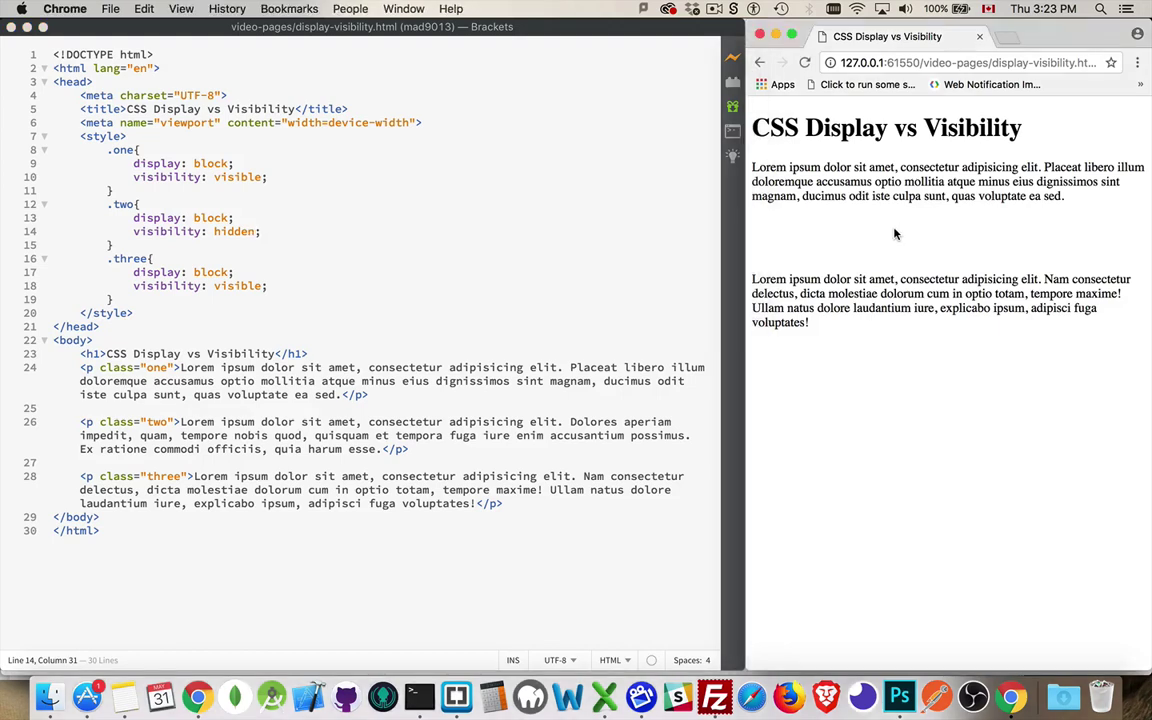 Chrome File Edit View History Bookmarks People Window Help 100% Thu 3:23 PM
video-pages/display-visibility.html (mad9013) — Brackets
1 <!DOCTYPE html>
2 <html lang="en">
3 <head>
4 <meta charset="UTF-8">
5 <title>CSS Display vs Visibility</title>
6 <meta name="viewport" content="width=device-width">
7 <style>
8 .one{
9 display: block;
10 visibility: visible;
11 }
12 .two{
13 display: block;
14 visibility: hidden;
15 }
16 .three{
17 display: block;
18 visibility: visible;
19 }
20 </style>
21 </head>
22 <body>
23 <h1>CSS Display vs Visibility</h1>
24 <p class="one">Lorem ipsum dolor sit amet, consectetur adipisicing elit. Placeat libero illum
doloremque accusamus optio mollitia atque minus eius dignissimos sint magnam, ducimus odit
iste culpa sunt, quas voluptate ea sed.</p>
25
26 <p class="two">Lorem ipsum dolor sit amet, consectetur adipisicing elit. Dolores aperiam
impedit, quam, tempore nobis quod, quisquam et tempora fuga iure enim accusantium possimus.
Ex ratione commodi officiis, quia harum esse.</p>
27
28 <p class="three">Lorem ipsum dolor sit amet, consectetur adipisicing elit. Nam consectetur
delectus, dicta molestiae dolorum cum in optio totam, tempore maxime! Ullam natus dolore
laudantium iure, explicabo ipsum, adipisci fuga voluptates!</p>
29 </body>
30 </html>
Line 14, Column 31 — 30 Lines
INS UTF-8 HTML Spaces: 4
CSS Display vs Visibility
127.0.0.1:61550/video-pages/display-visibility.ht...
Apps Click to run some s... Web Notification Im... »
CSS Display vs Visibility
Lorem ipsum dolor sit amet, consectetur adipisicing elit. Placeat libero illum
doloremque accusamus optio mollitia atque minus eius dignissimos sint
magnam, ducimus odit iste culpa sunt, quas voluptate ea sed.
Lorem ipsum dolor sit amet, consectetur adipisicing elit. Nam consectetur
delectus, dicta molestiae dolorum cum in optio totam, tempore maxime!
Ullam natus dolore laudantium iure, explicabo ipsum, adipisci fuga
voluptates!
1
MAY
31
W
X
S
Fz
Ps